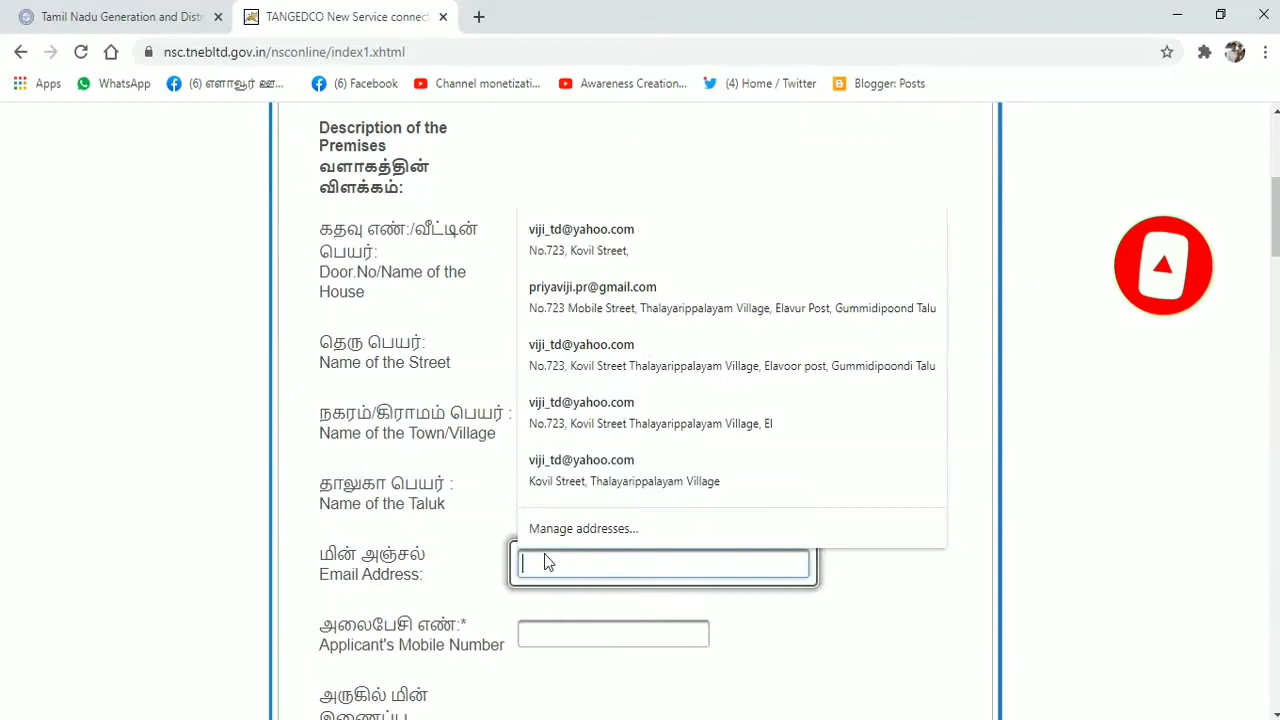 Tamil Nadu Generation and Distri
TANGEDCO New Service connect
nsc.tnebltd.gov.in/nsconline/index1.xhtml
Apps
WhatsApp
(6) எளாவூர் ஊ...
(6) Facebook
Channel monetizati...
Awareness Creation...
(4) Home / Twitter
Blogger: Posts
Description of the
Premises
வளாகத்தின்
விளக்கம்:
கதவு எண்:/வீட்டின்
பெயர்:
Door.No/Name of the
House
தெரு பெயர்:
Name of the Street
நகரம்/கிராமம் பெயர் :
Name of the Town/Village
தாலுகா பெயர் :
Name of the Taluk
viji_td@yahoo.com
No.723, Kovil Street,
priyaviji.pr@gmail.com
No.723 Mobile Street, Thalayarippalayam Village, Elavur Post, Gummidipoond Talu
viji_td@yahoo.com
No.723, Kovil Street Thalayarippalayam Village, Elavoor post, Gummidipoondi Talu
viji_td@yahoo.com
No.723, Kovil Street Thalayarippalayam Village, El
viji_td@yahoo.com
Kovil Street, Thalayarippalayam Village
Manage addresses...
மின் அஞ்சல்
Email Address:
அலைபேசி எண்:*
Applicant's Mobile Number
அருகில் மின்
இணைப்பு